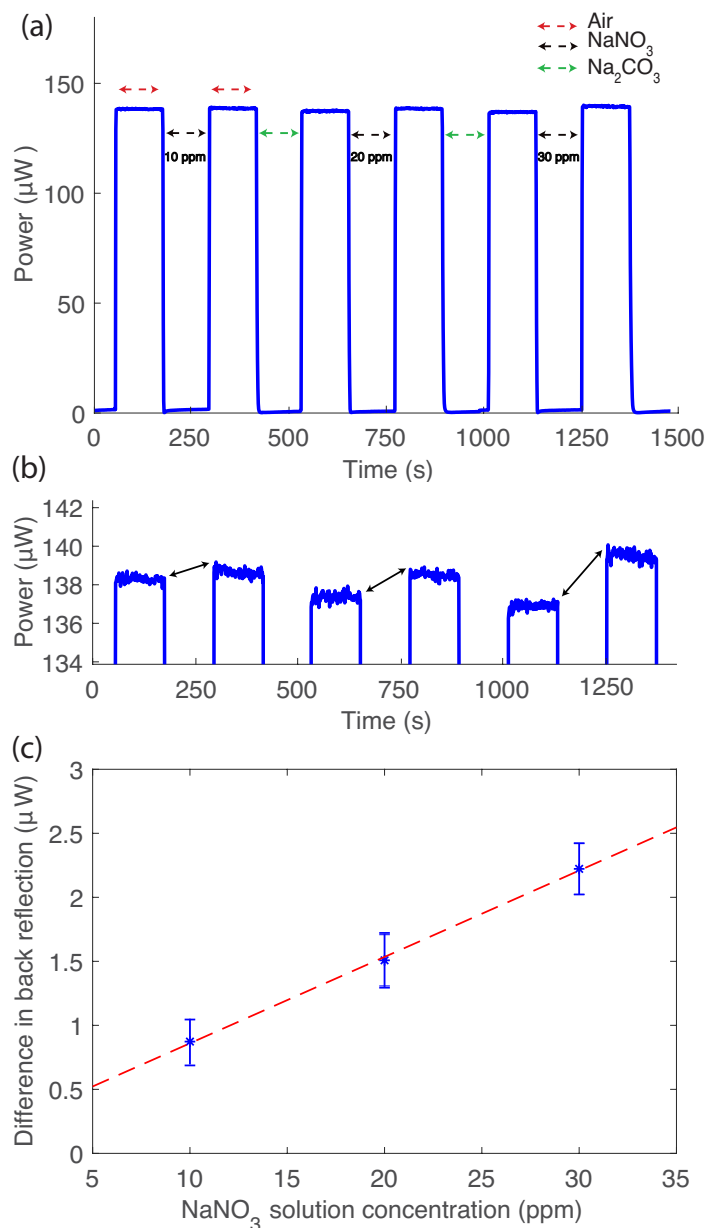 (a)
Air
NaNO3
Na2CO3
150
100
50
0
10 ppm
20 ppm
30 ppm
Power (µW)
0 250 500 750 1000 1250 1500
Time (s)
(b)
142
140
138
136
134
Power (µW)
0 250 500 750 1000 1250
Time (s)
(c)
3
2.5
2
1.5
1
0.5
0
Difference in back reflection (µ W)
5 10 15 20 25 30 35
NaNO3 solution concentration (ppm)